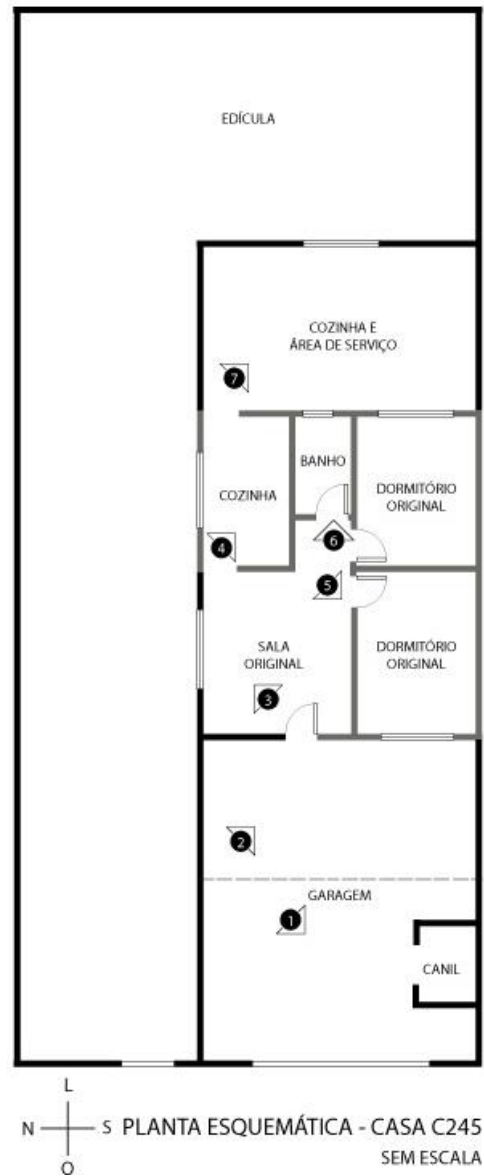 EDÍCULA
COZINHA E
ÁREA DE SERVIÇO
7
BANHO
COZINHA
DORMITÓRIO
ORIGINAL
4
6
5
SALA
ORIGINAL
DORMITÓRIO
ORIGINAL
3
2
GARAGEM
1
CANIL
L
N S
O
PLANTA ESQUEMÁTICA - CASA C245
SEM ESCALA